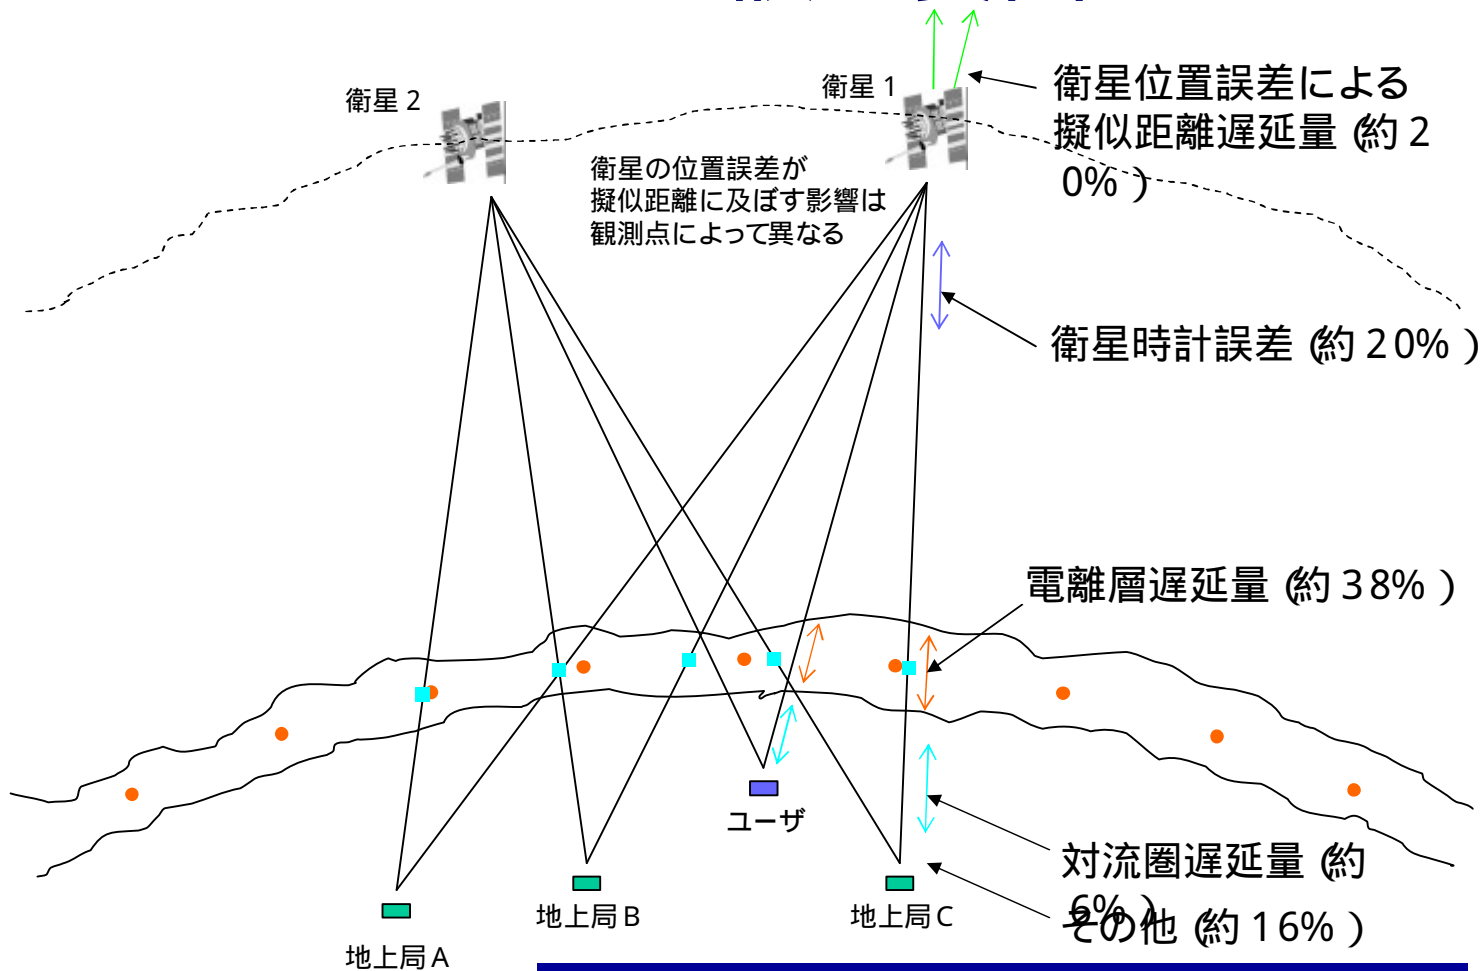 衛星 2
衛星 1
衛星位置誤差による
擬似距離遅延量 (約 2
0% )
衛星の位置誤差が
擬似距離に及ぼす影響は
観測点によって異なる
衛星時計誤差 (約 20% )
電離層遅延量 (約 38% )
ユーザ
対流圏遅延量 (約
6% )
その他 (約 16% )
地上局B
地上局C
地上局A